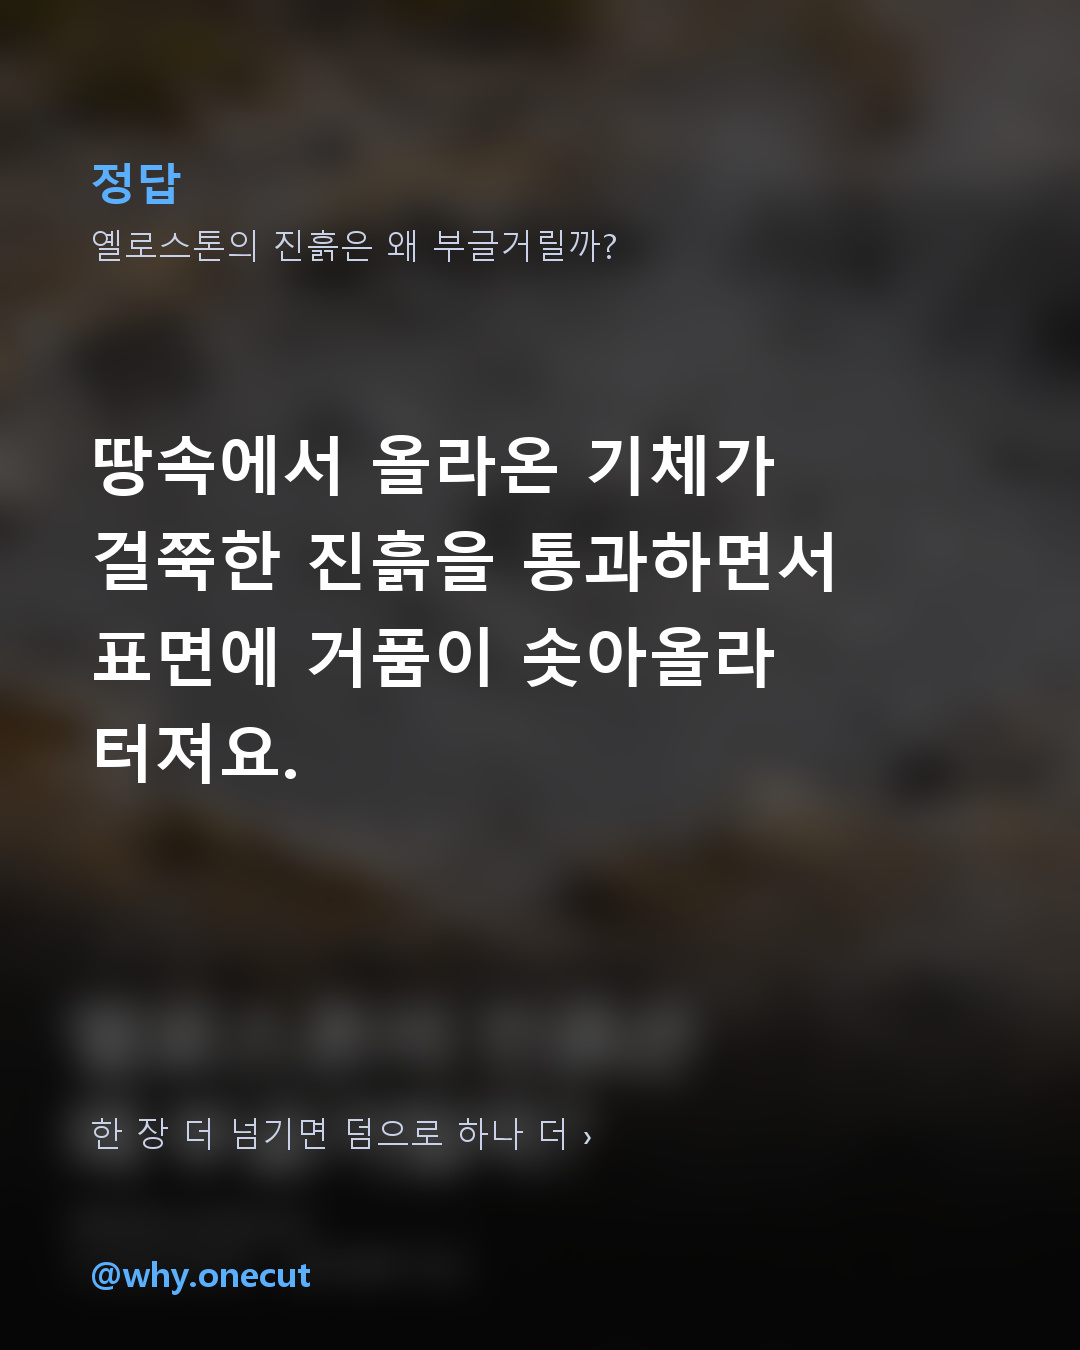 정답
옐로스톤의 진흙은 왜 부글거릴까?
땅속에서 올라온 기체가
걸쭉한 진흙을 통과하면서
표면에 거품이 솟아올라
터져요.
한 장 더 넘기면 덤으로 하나 더 ›
@why.onecut